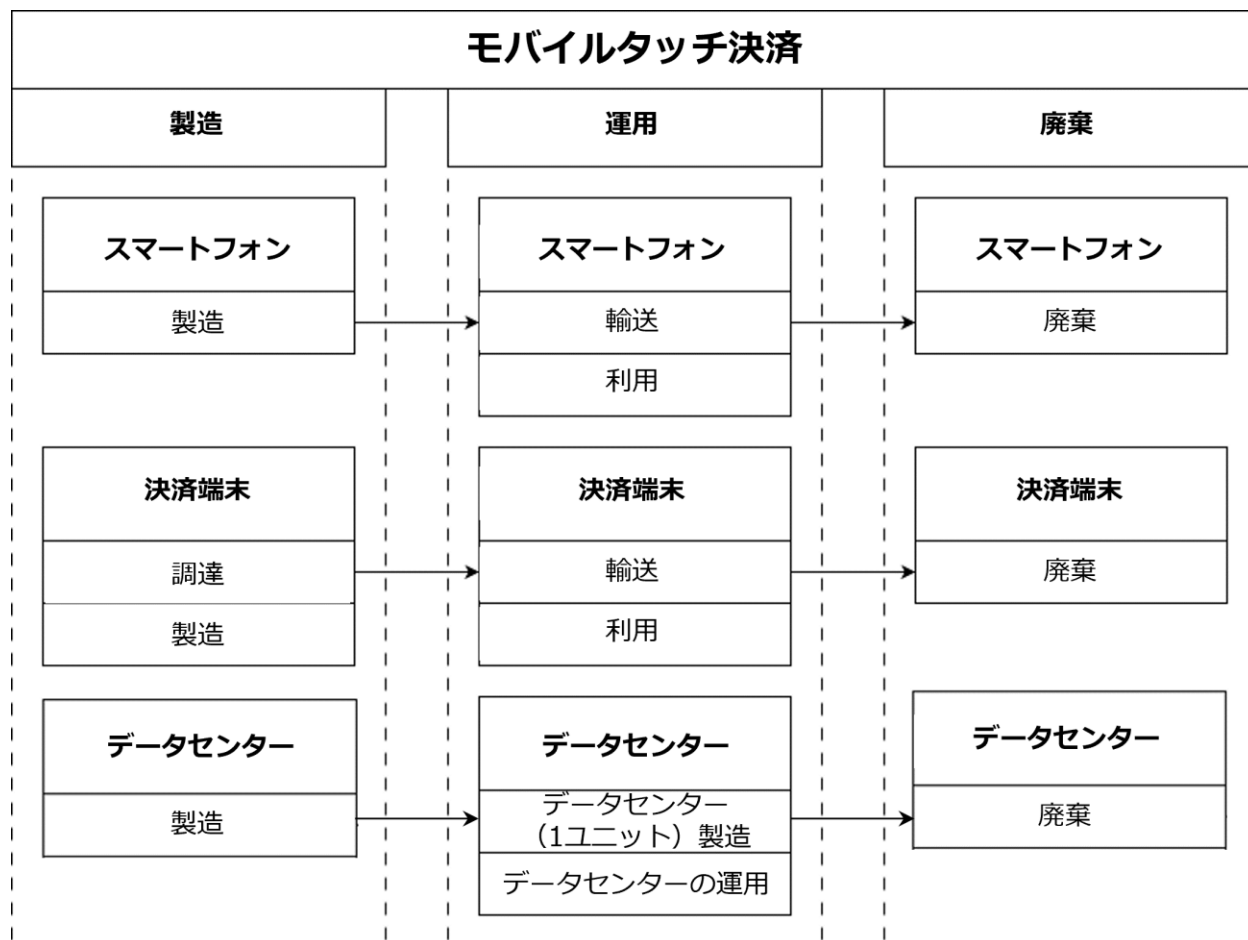 モバイルタッチ決済
製造
運用
廃棄
スマートフォン
スマートフォン
スマートフォン
製造
輸送
廃棄
利用
決済端末
決済端末
決済端末
調達
輸送
廃棄
製造
利用
データセンター
データセンター
データセンター
製造
データセンター
（1ユニット）製造
廃棄
データセンターの運用